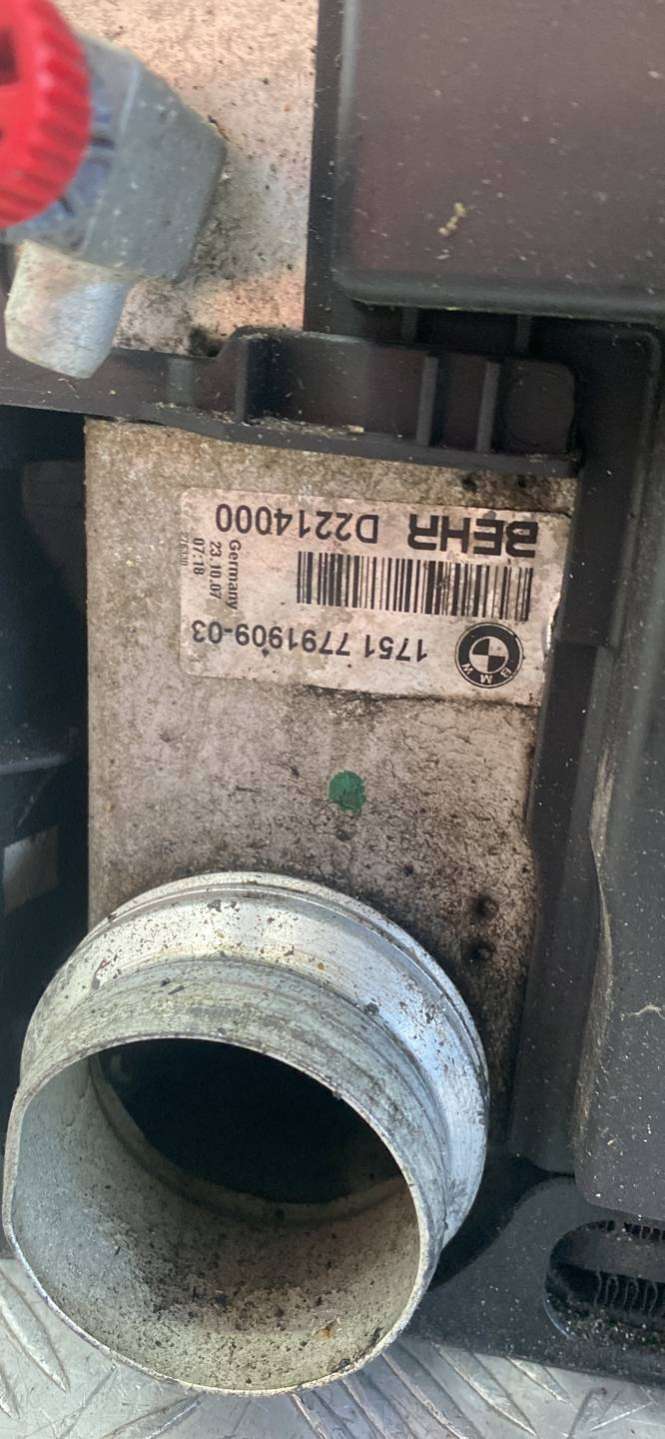 BEHR D2214000
Germany
23.10.07
07:18
BMW
1751 7791909-03